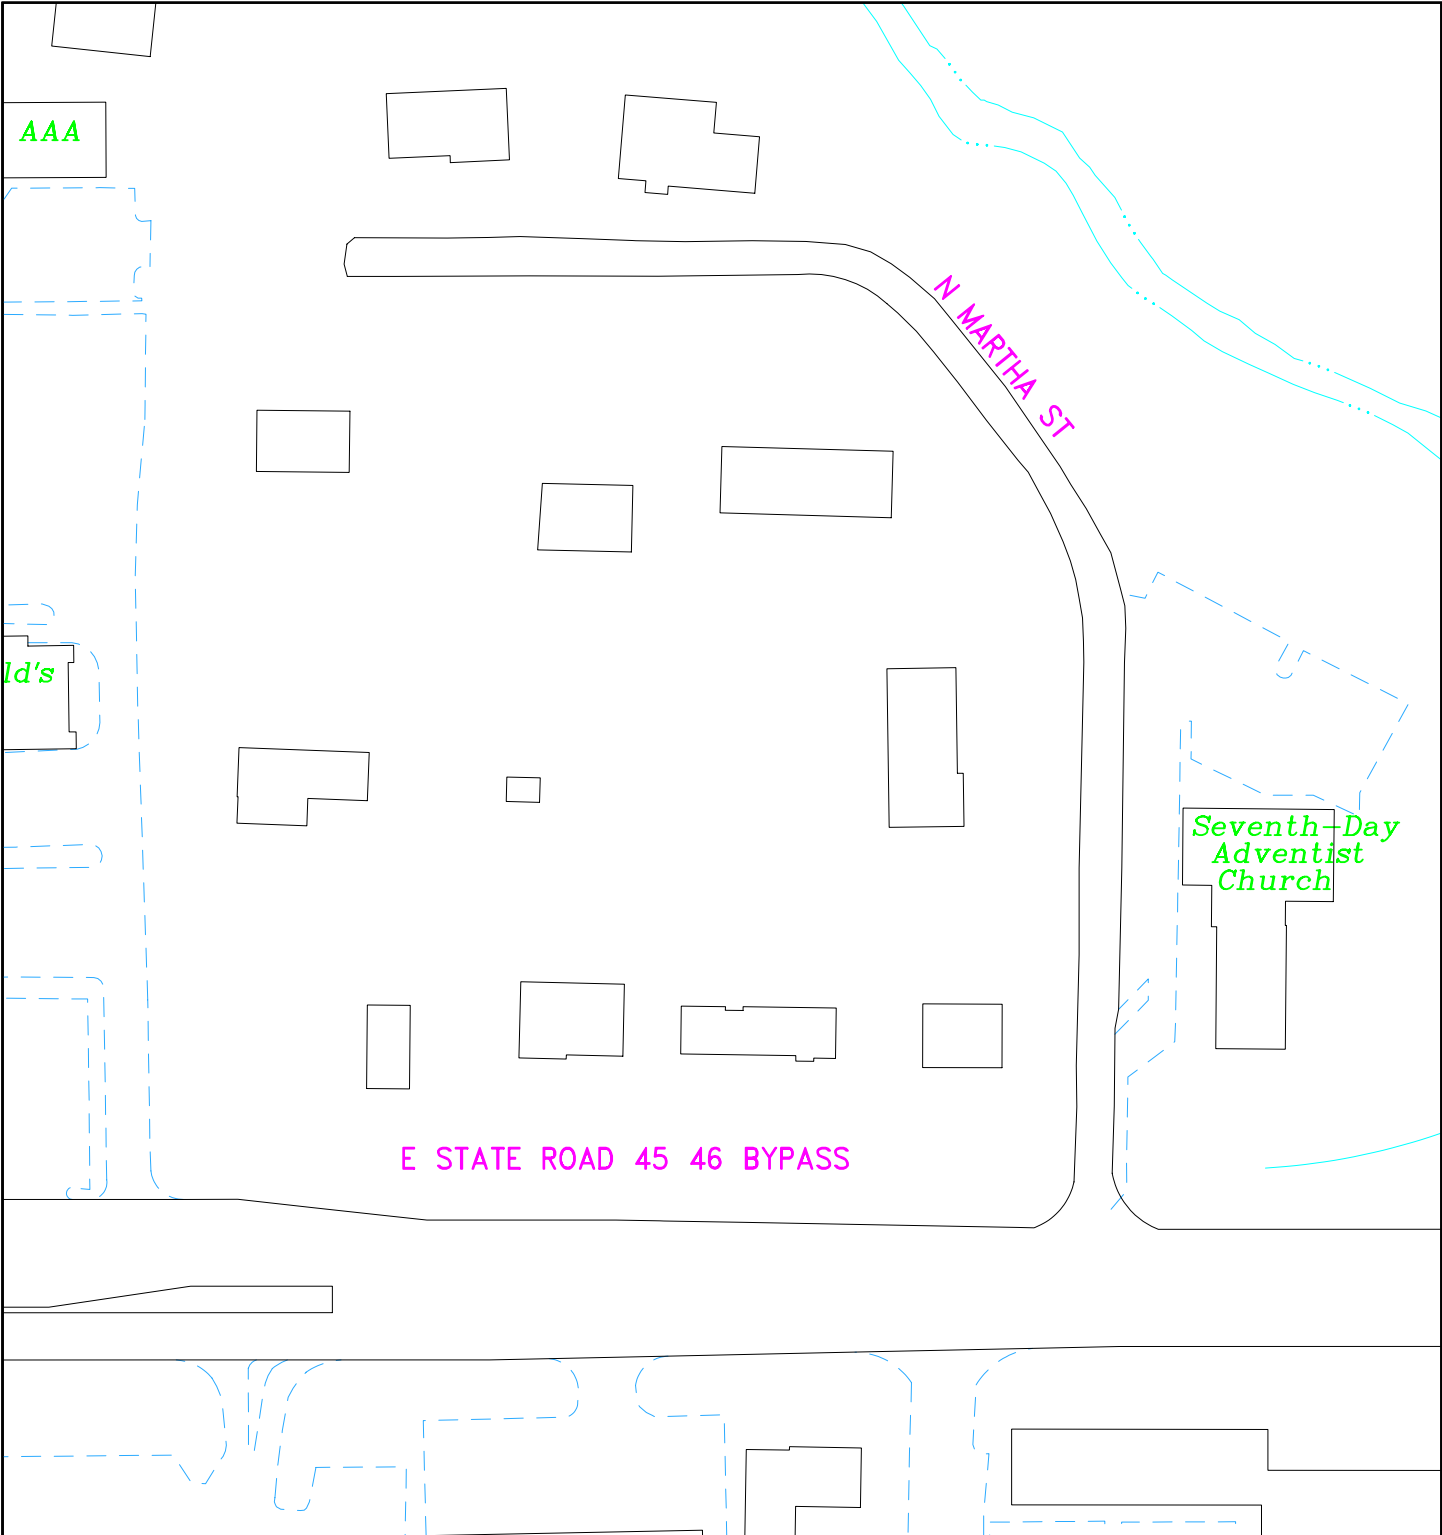 AAA
N MARTHA ST
ld's
Seventh-Day
Adventist
Church
E STATE ROAD 45 46 BYPASS